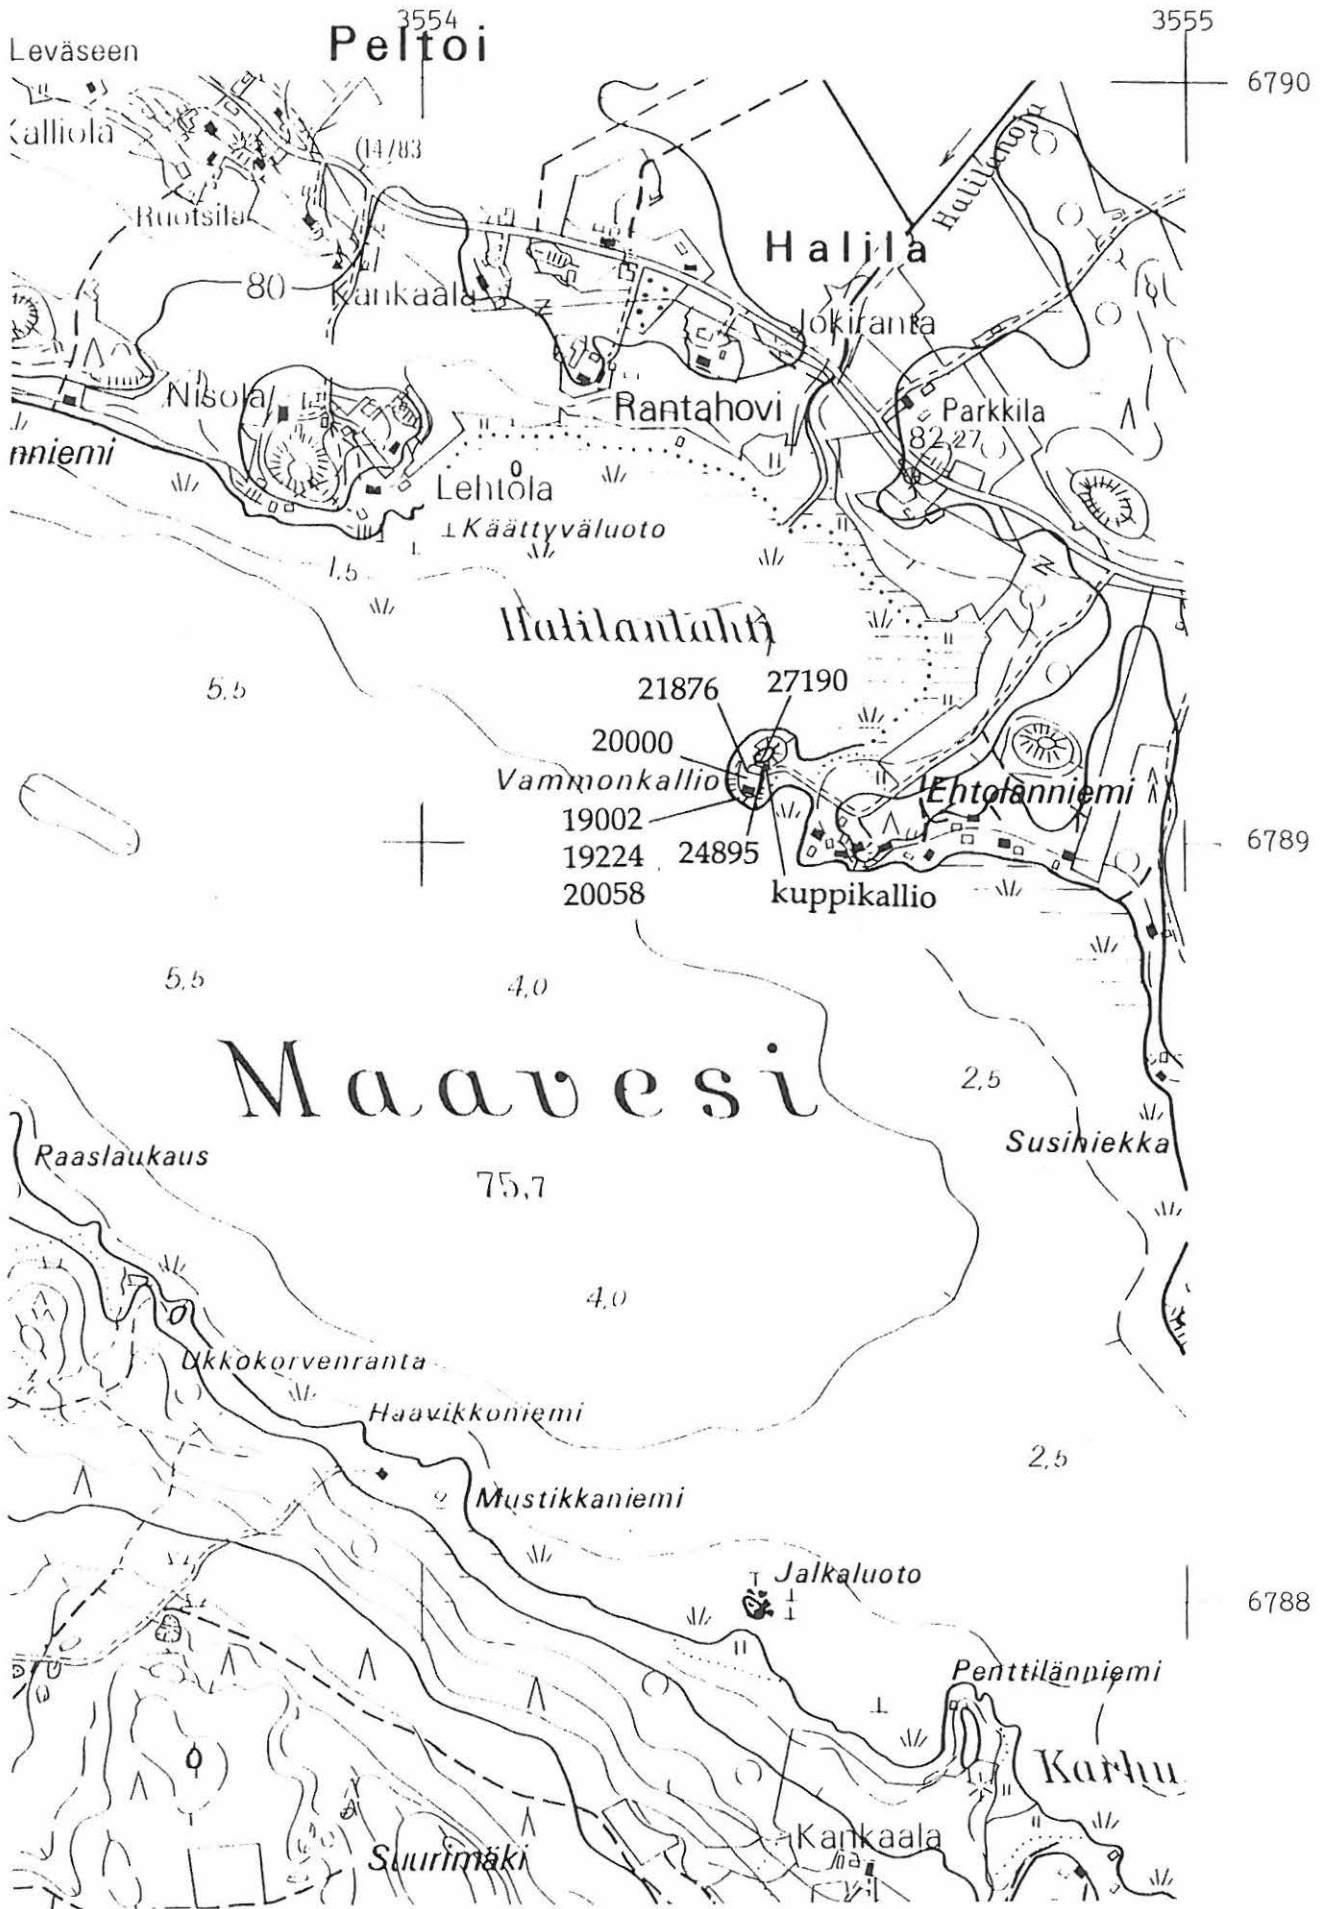 3554
3555
Leväseen
Peltoi
6790
Kalliola
(14/83
Halilanoja
Ruotsila
Halila
80
Kankaala
Jokiranta
Nisola
Rantahovi
Parkkila
82,27
nniemi
Lehtola
Käättyväluoto
1,5
Halilanlahti
5,5
21876
27190
20000
Vammonkallio
Ehtolanniemi
19002
6789
19224
24895
20058
kuppikallio
5,5
4,0
Maavesi
2,5
Susihiekka
Raaslaukaus
75,7
4,0
Ukkokorvenranta
Haavikkoniemi
2,5
Mustikkaniemi
Jalkaluoto
6788
Penttilänniemi
Karhu
Kankaala
Suurimäki